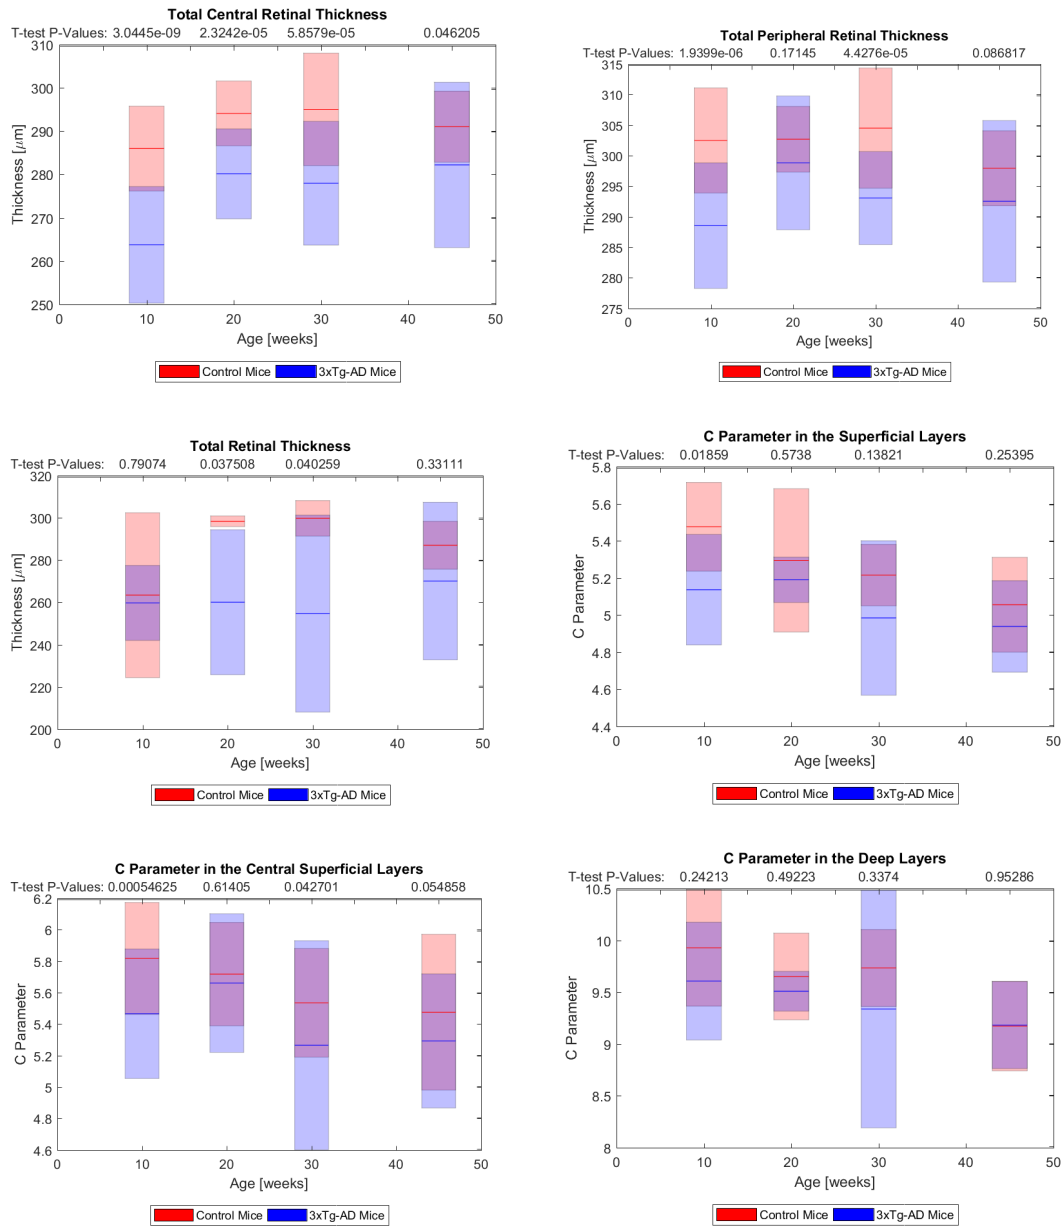 Total Central Retinal Thickness
T-test P-Values: 3.0445e-09 2.3242e-05 5.8579e-05 0.046205
310
300
290
280
270
260
250
Thickness [μm]
0 10 20 30 40 50
Age [weeks]
Control Mice 3xTg-AD Mice
Total Peripheral Retinal Thickness
T-test P-Values: 1.9399e-06 0.17145 4.4276e-05 0.086817
315
310
305
300
295
290
285
280
275
Thickness [μm]
0 10 20 30 40 50
Age [weeks]
Control Mice 3xTg-AD Mice
Total Retinal Thickness
T-test P-Values: 0.79074 0.037508 0.040259 0.33111
320
300
280
260
240
220
200
Thickness [μm]
0 10 20 30 40 50
Age [weeks]
Control Mice 3xTg-AD Mice
C Parameter in the Superficial Layers
T-test P-Values: 0.01859 0.5738 0.13821 0.25395
5.8
5.6
5.4
5.2
5
4.8
4.6
4.4
C Parameter
0 10 20 30 40 50
Age [weeks]
Control Mice 3xTg-AD Mice
C Parameter in the Central Superficial Layers
T-test P-Values: 0.00054625 0.61405 0.042701 0.054858
6.2
6
5.8
5.6
5.4
5.2
5
4.8
4.6
C Parameter
0 10 20 30 40 50
Age [weeks]
Control Mice 3xTg-AD Mice
C Parameter in the Deep Layers
T-test P-Values: 0.24213 0.49223 0.3374 0.95286
10.5
10
9.5
9
8.5
8
C Parameter
0 10 20 30 40 50
Age [weeks]
Control Mice 3xTg-AD Mice